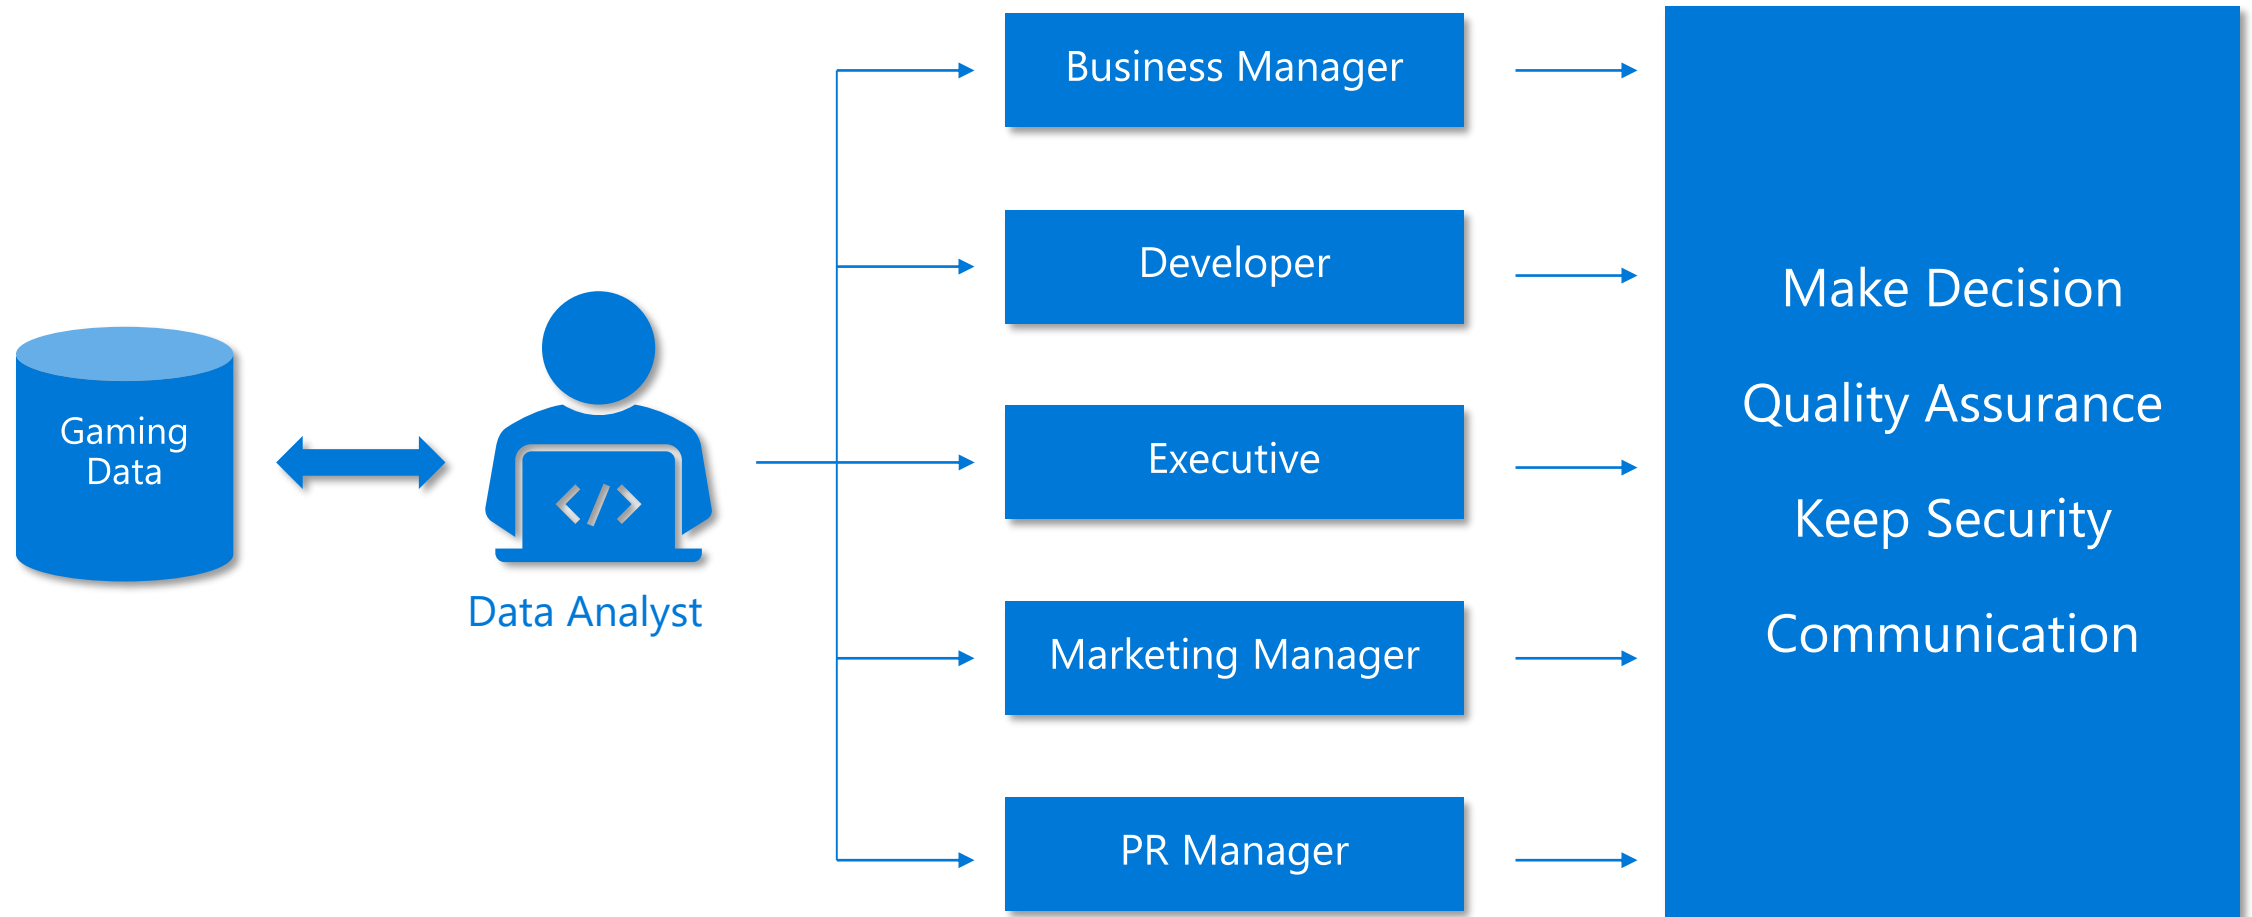 Gaming
Data
</>
Data Analyst
Business Manager
Developer
Executive
Marketing Manager
PR Manager
Make Decision
Quality Assurance
Keep Security
Communication